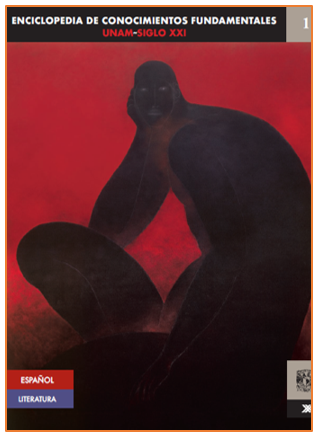 ENCICLOPEDIA DE CONOCIMIENTOS FUNDAMENTALES
UNAM-SIGLO XXI
1
ESPAÑOL
LITERATURA